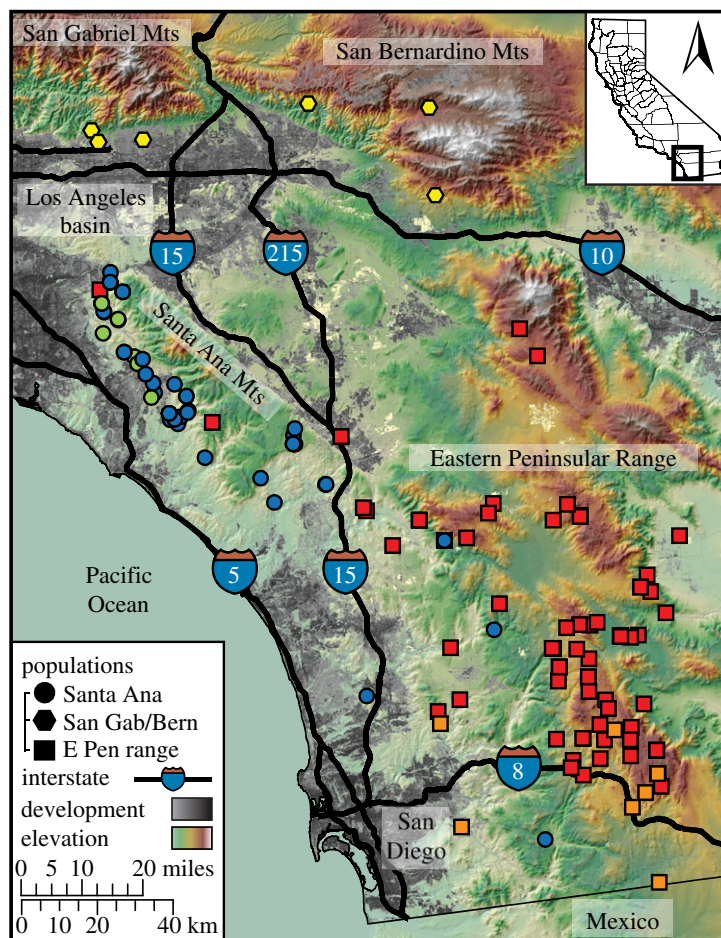 San Gabriel Mts
San Bernardino Mts
Los Angeles
basin
15
215
10
Santa Ana Mts
Eastern Peninsular Range
Pacific
Ocean
5
15
8
San
Diego
Mexico
populations
Santa Ana
San Gab/Bern
E Pen range
interstate
development
elevation
0 10 20 miles
0 10 20 40 km